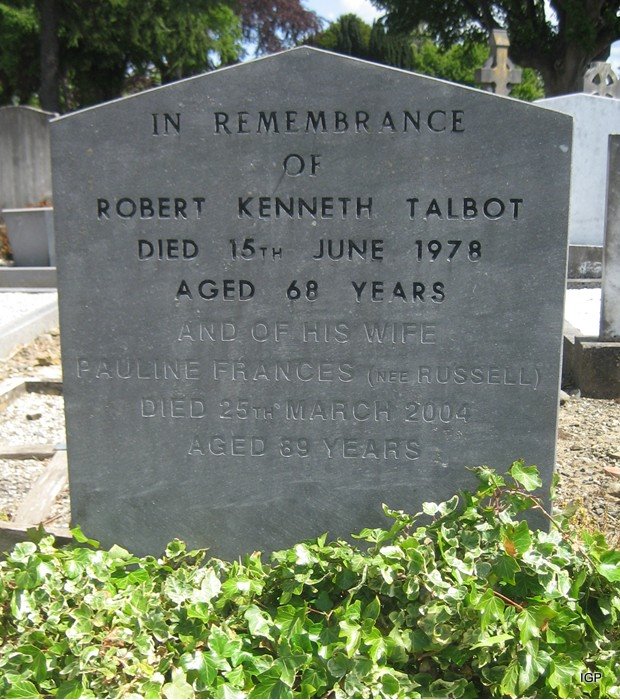 IN REMEMBRANCE
OF
ROBERT KENNETH TALBOT
DIED 15TH JUNE 1978
AGED 68 YEARS
AND OF HIS WIFE
PAULINE FRANCES (NEE RUSSELL)
DIED 25TH MARCH 2004
AGED 89 YEARS
IGP